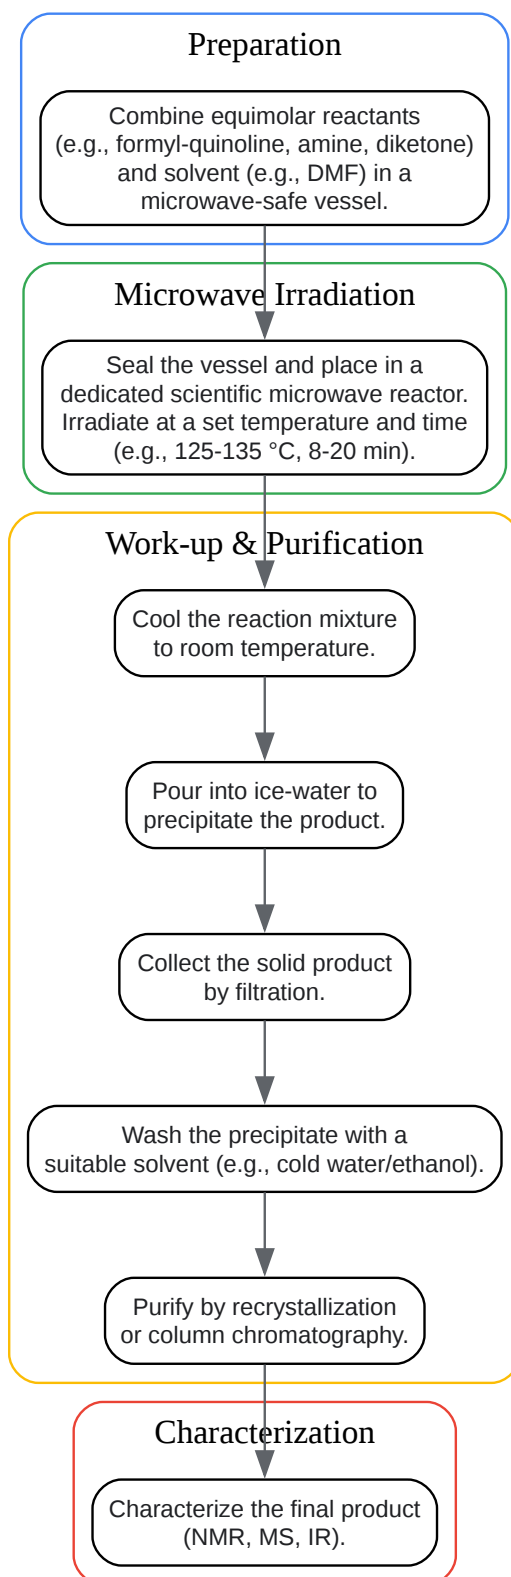 Preparation
Combine equimolar reactants
(e.g., formyl-quinoline, amine, diketone)
and solvent (e.g., DMF) in a
microwave-safe vessel.
Microwave Irradiation
Seal the vessel and place in a
dedicated scientific microwave reactor.
Irradiate at a set temperature and time
(e.g., 125-135 °C, 8-20 min).
Work-up & Purification
Cool the reaction mixture
to room temperature.
Pour into ice-water to
precipitate the product.
Collect the solid product
by filtration.
Wash the precipitate with a
suitable solvent (e.g., cold water/ethanol).
Purify by recrystallization
or column chromatography.
Characterization
Characterize the final product
(NMR, MS, IR).